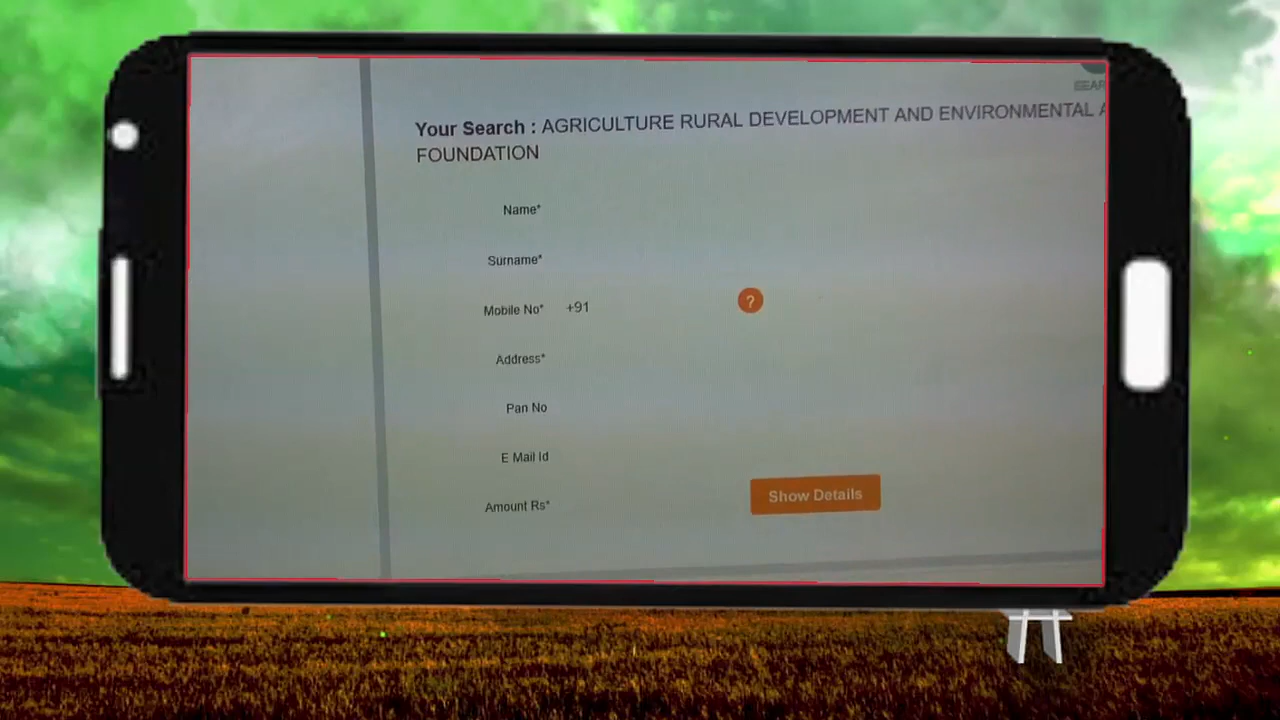 Your Search : AGRICULTURE RURAL DEVELOPMENT AND ENVIRONMENTAL A
FOUNDATION
Name*
Surname*
Mobile No* +91 ?
Address*
Pan No
E Mail Id
Amount Rs*
Show Details